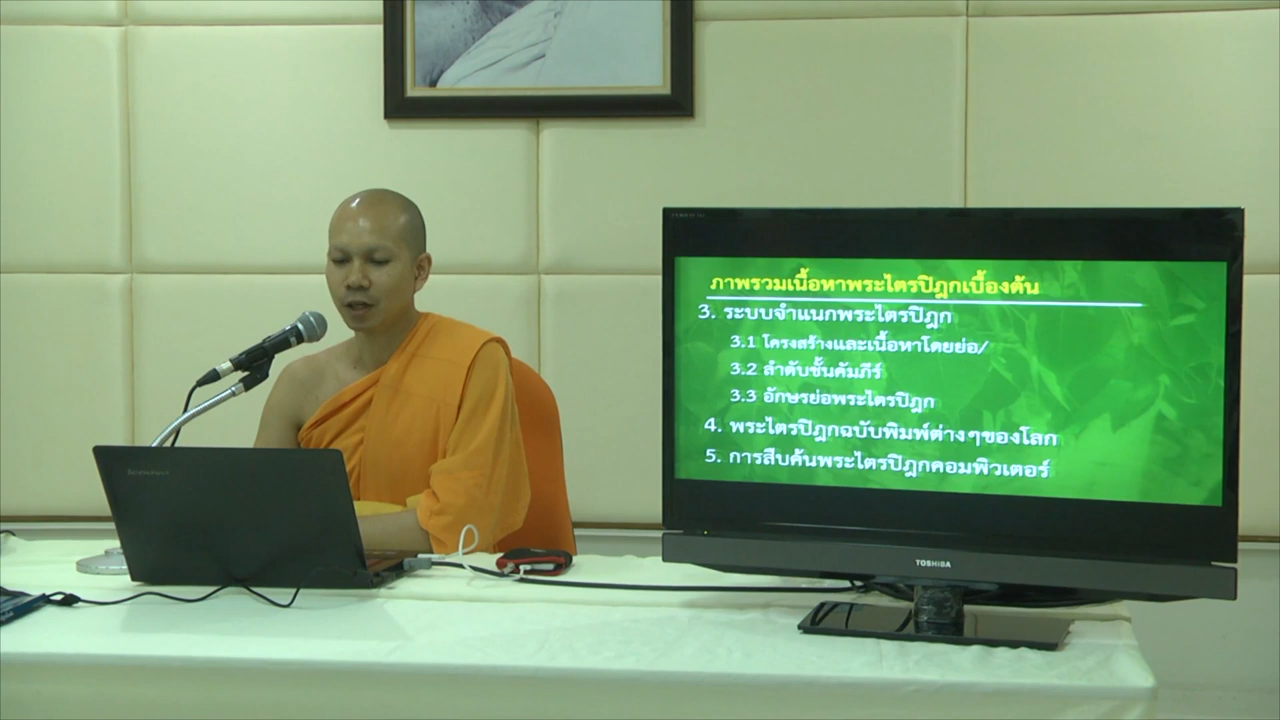 ภาพรวมเนื้อหาพระไตรปิฎกเบื้องต้น
3. ระบบจำแนกพระไตรปิฎก
3.1 โครงสร้างและเนื้อหาโดยย่อ/
3.2 ลำดับชั้นคัมภีร์
3.3 อักษรย่อพระไตรปิฎก
4. พระไตรปิฎกฉบับพิมพ์ต่างๆของโลก
5. การสืบค้นพระไตรปิฎกคอมพิวเตอร์
TOSHIBA
lenovo